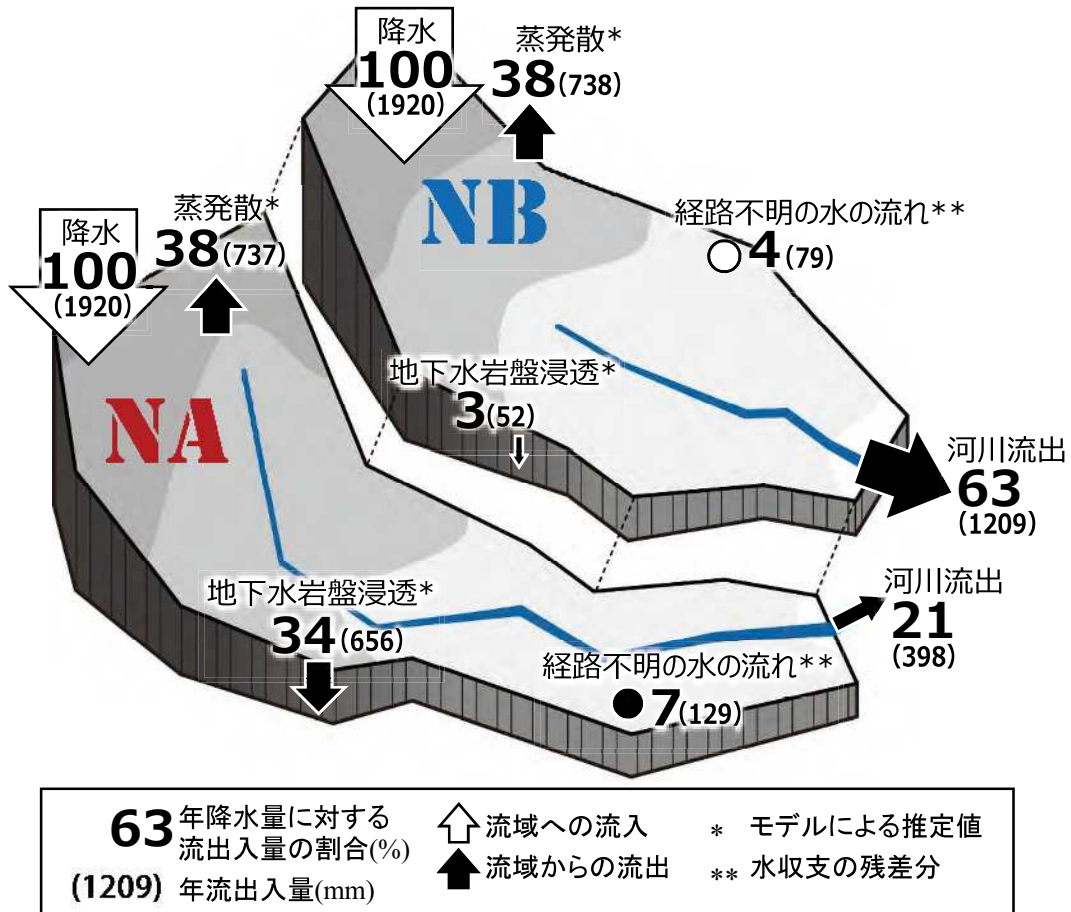 降水
100
(1920)
蒸発散*
38(738)
NB
経路不明の水の流れ**
4(79)
地下水岩盤浸透*
3(52)
河川流出
63
(1209)
降水
100
(1920)
蒸発散*
38(737)
NA
地下水岩盤浸透*
34(656)
経路不明の水の流れ**
7(129)
河川流出
21
(398)
63 年降水量に対する
流出入量の割合(%)
(1209) 年流出入量(mm)
流域への流入
流域からの流出
* モデルによる推定値
** 水収支の残差分